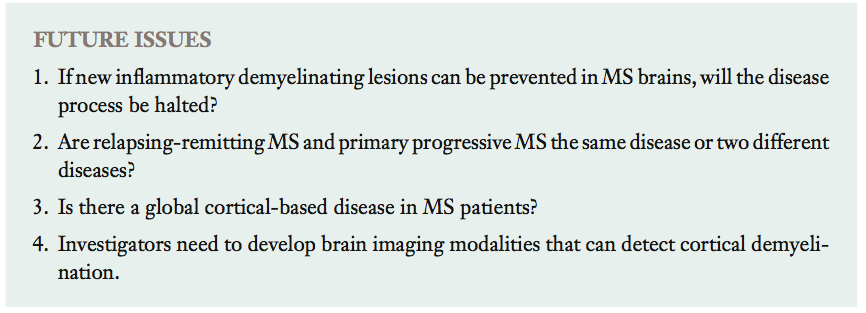 FUTURE ISSUES
1. If new inflammatory demyelinating lesions can be prevented in MS brains, will the disease
process be halted?
2. Are relapsing-remitting MS and primary progressive MS the same disease or two different
diseases?
3. Is there a global cortical-based disease in MS patients?
4. Investigators need to develop brain imaging modalities that can detect cortical demyeli-
nation.